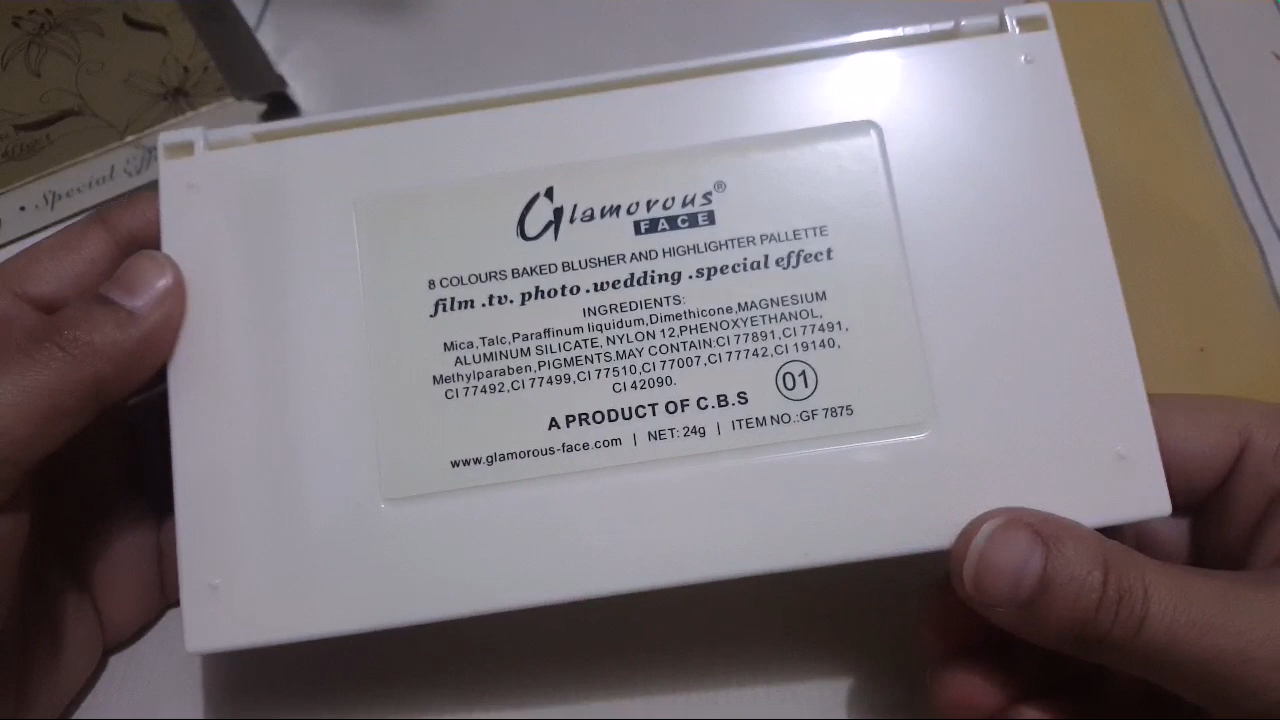 Special
Glamorous®
FACE
8 COLOURS BAKED BLUSHER AND HIGHLIGHTER PALLETTE
film .tv. photo .wedding .special effect
INGREDIENTS:
Mica,Talc,Paraffinum liquidum,Dimethicone,MAGNESIUM
ALUMINUM SILICATE, NYLON 12,PHENOXYETHANOL,
Methylparaben,PIGMENTS.MAY CONTAIN:CI 77891,CI 77491,
CI 77492,CI 77499,CI 77510,CI 77007,CI 77742,CI 19140,
CI 42090.
A PRODUCT OF C.B.S 01
www.glamorous-face.com | NET: 24g | ITEM NO.:GF 7875